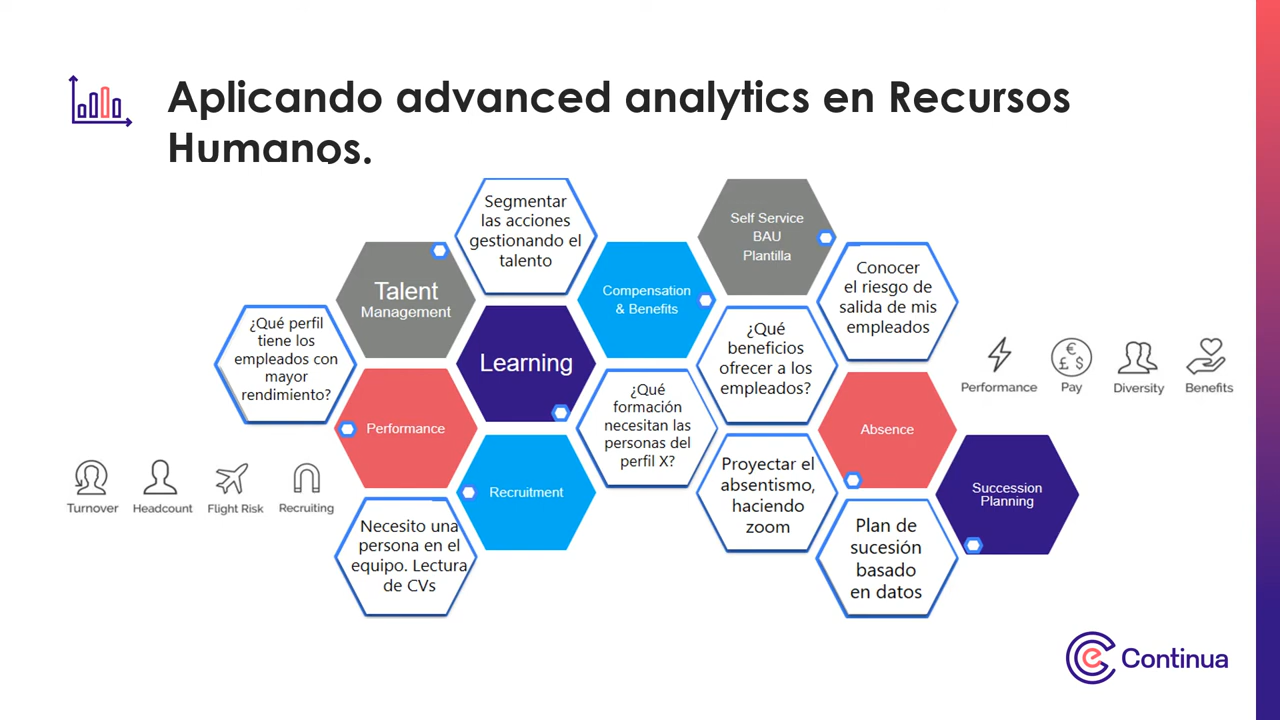 Aplicando advanced analytics en Recursos
Humanos.
Segmentar
las acciones
gestionando el
talento
Self Service
BAU
Plantilla
Talent
Management
Compensation
& Benefits
Conocer
el riesgo de
salida de mis
empleados
¿Qué perfil
tiene los
empleados con
mayor
rendimiento?
Learning
¿Qué
beneficios
ofrecer a los
empleados?
Performance
Pay
Diversity
Benefits
Performance
¿Qué
formación
necesitan las
personas del
perfil X?
Absence
Turnover
Headcount
Flight Risk
Recruiting
Recruitment
Proyectar el
absentismo,
haciendo
zoom
Succession
Planning
Necesito una
persona en el
equipo. Lectura
de CVs
Plan de
sucesión
basado
en datos
Continua